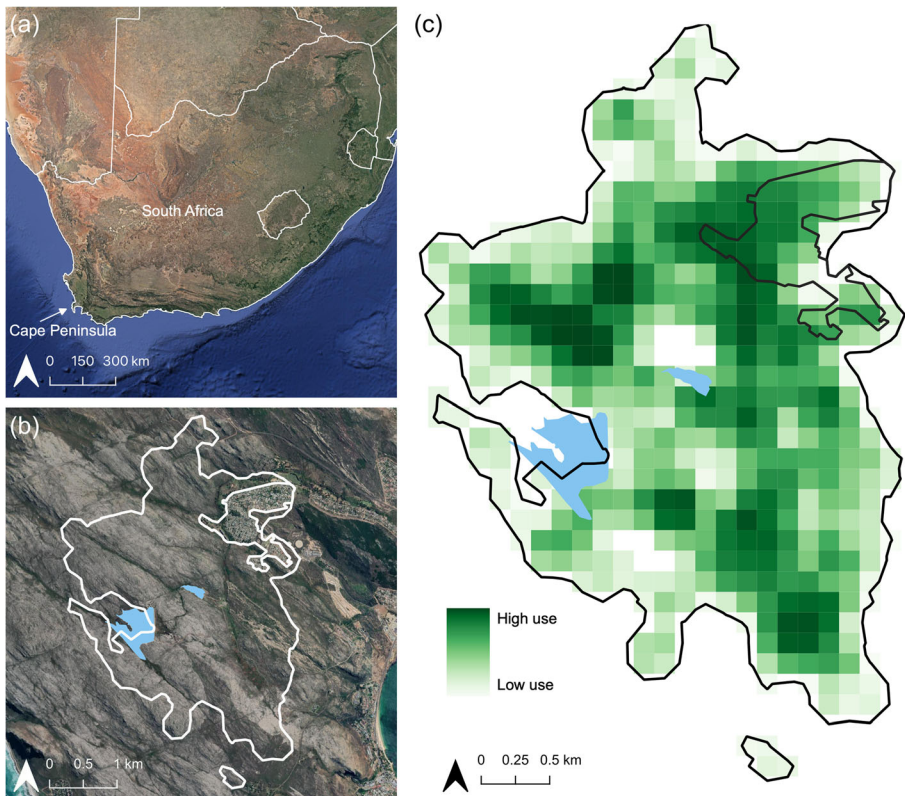 (a)
South Africa
Cape Peninsula
0 150 300 km
(b)
0 0.5 1 km
(c)
High use
Low use
0 0.25 0.5 km